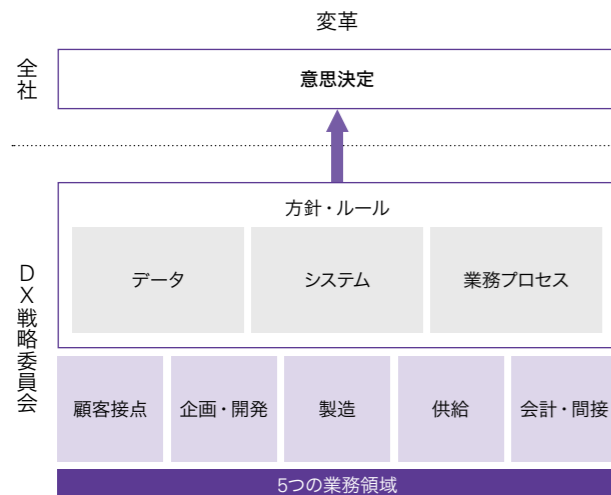 変革
全社
意思決定
方針・ルール
データ
システム
業務プロセス
DX戦略委員会
顧客接点
企画・開発
製造
供給
会計・間接
5つの業務領域